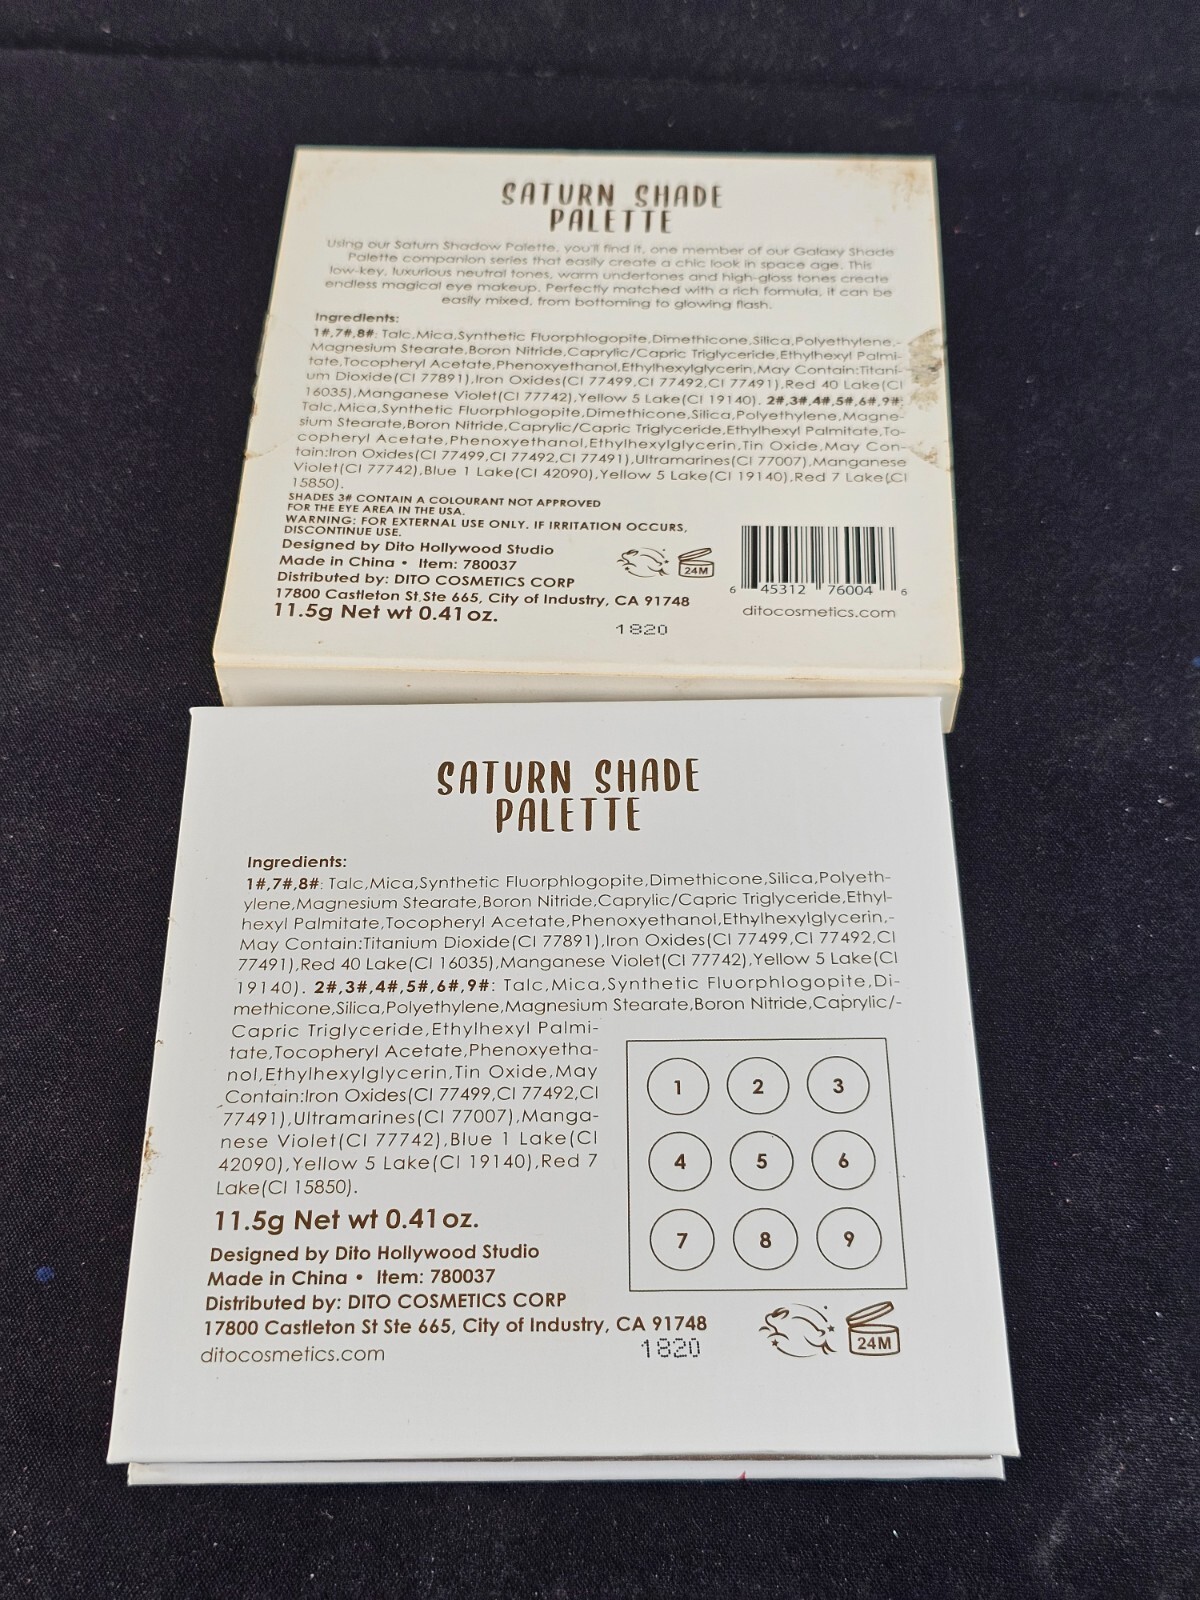 SATURN SHADE
PALETTE
Using our Saturn Shadow Palette, you'll find it, one member of our Galaxy Shade
Palette companion series that easily create a chic look in space age. This
low-key, luxurious neutral tones, warm undertones and high-gloss tones create
endless magical eye makeup. Perfectly matched with a rich formula, it can be
easily mixed, from bottoming to glowing flash.
Ingredients:
1#,7#,8#: Talc,Mica,Synthetic Fluorphlogopite,Dimethicone,Silica,Polyethylene,-
Magnesium Stearate,Boron Nitride,Caprylic/Capric Triglyceride,Ethylhexyl Palmi-
tate,Tocopheryl Acetate,Phenoxyethanol,Ethylhexylglycerin,May Contain:Titani-
um Dioxide(CI 77891),Iron Oxides(CI 77499,CI 77492,CI 77491),Red 40 Lake(CI
16035),Manganese Violet(CI 77742),Yellow 5 Lake(CI 19140). 2#,3#,4#,5#,6#,9#:
Talc,Mica,Synthetic Fluorphlogopite,Dimethicone,Silica,Polyethylene,Magne-
sium Stearate,Boron Nitride,Caprylic/Capric Triglyceride,Ethylhexyl Palmitate,To-
copheryl Acetate,Phenoxyethanol,Ethylhexylglycerin,Tin Oxide,May Con-
tain:Iron Oxides(CI 77499,CI 77492,CI 77491),Ultramarines(CI 77007),Manganese
Violet(CI 77742),Blue 1 Lake(CI 42090),Yellow 5 Lake(CI 19140),Red 7 Lake(CI
15850).
SHADES 3# CONTAIN A COLOURANT NOT APPROVED
FOR THE EYE AREA IN THE USA.
WARNING: FOR EXTERNAL USE ONLY. IF IRRITATION OCCURS,
DISCONTINUE USE.
Designed by Dito Hollywood Studio
Made in China • Item: 780037
Distributed by: DITO COSMETICS CORP
17800 Castleton St Ste 665, City of Industry, CA 91748
11.5g Net wt 0.41 oz.
24M
6 45312 76004 6
ditocosmetics.com
1820
SATURN SHADE
PALETTE
Ingredients:
1#,7#,8#: Talc,Mica,Synthetic Fluorphlogopite,Dimethicone,Silica,Polyeth-
ylene,Magnesium Stearate,Boron Nitride,Caprylic/Capric Triglyceride,Ethyl-
hexyl Palmitate,Tocopheryl Acetate,Phenoxyethanol,Ethylhexylglycerin,-
May Contain:Titanium Dioxide(CI 77891),Iron Oxides(CI 77499,CI 77492,CI
77491),Red 40 Lake(CI 16035),Manganese Violet(CI 77742),Yellow 5 Lake(CI
19140). 2#,3#,4#,5#,6#,9#: Talc,Mica,Synthetic Fluorphlogopite,Di-
methicone,Silica,Polyethylene,Magnesium Stearate,Boron Nitride,Caprylic/-
Capric Triglyceride,Ethylhexyl Palmi-
tate,Tocopheryl Acetate,Phenoxyetha-
nol,Ethylhexylglycerin,Tin Oxide,May
Contain:Iron Oxides(CI 77499,CI 77492,CI
77491),Ultramarines(CI 77007),Manga-
nese Violet(CI 77742),Blue 1 Lake(CI
42090),Yellow 5 Lake(CI 19140),Red 7
Lake(CI 15850).
1 2 3
4 5 6
7 8 9
11.5g Net wt 0.41 oz.
Designed by Dito Hollywood Studio
Made in China • Item: 780037
Distributed by: DITO COSMETICS CORP
17800 Castleton St Ste 665, City of Industry, CA 91748
ditocosmetics.com
1820
24M